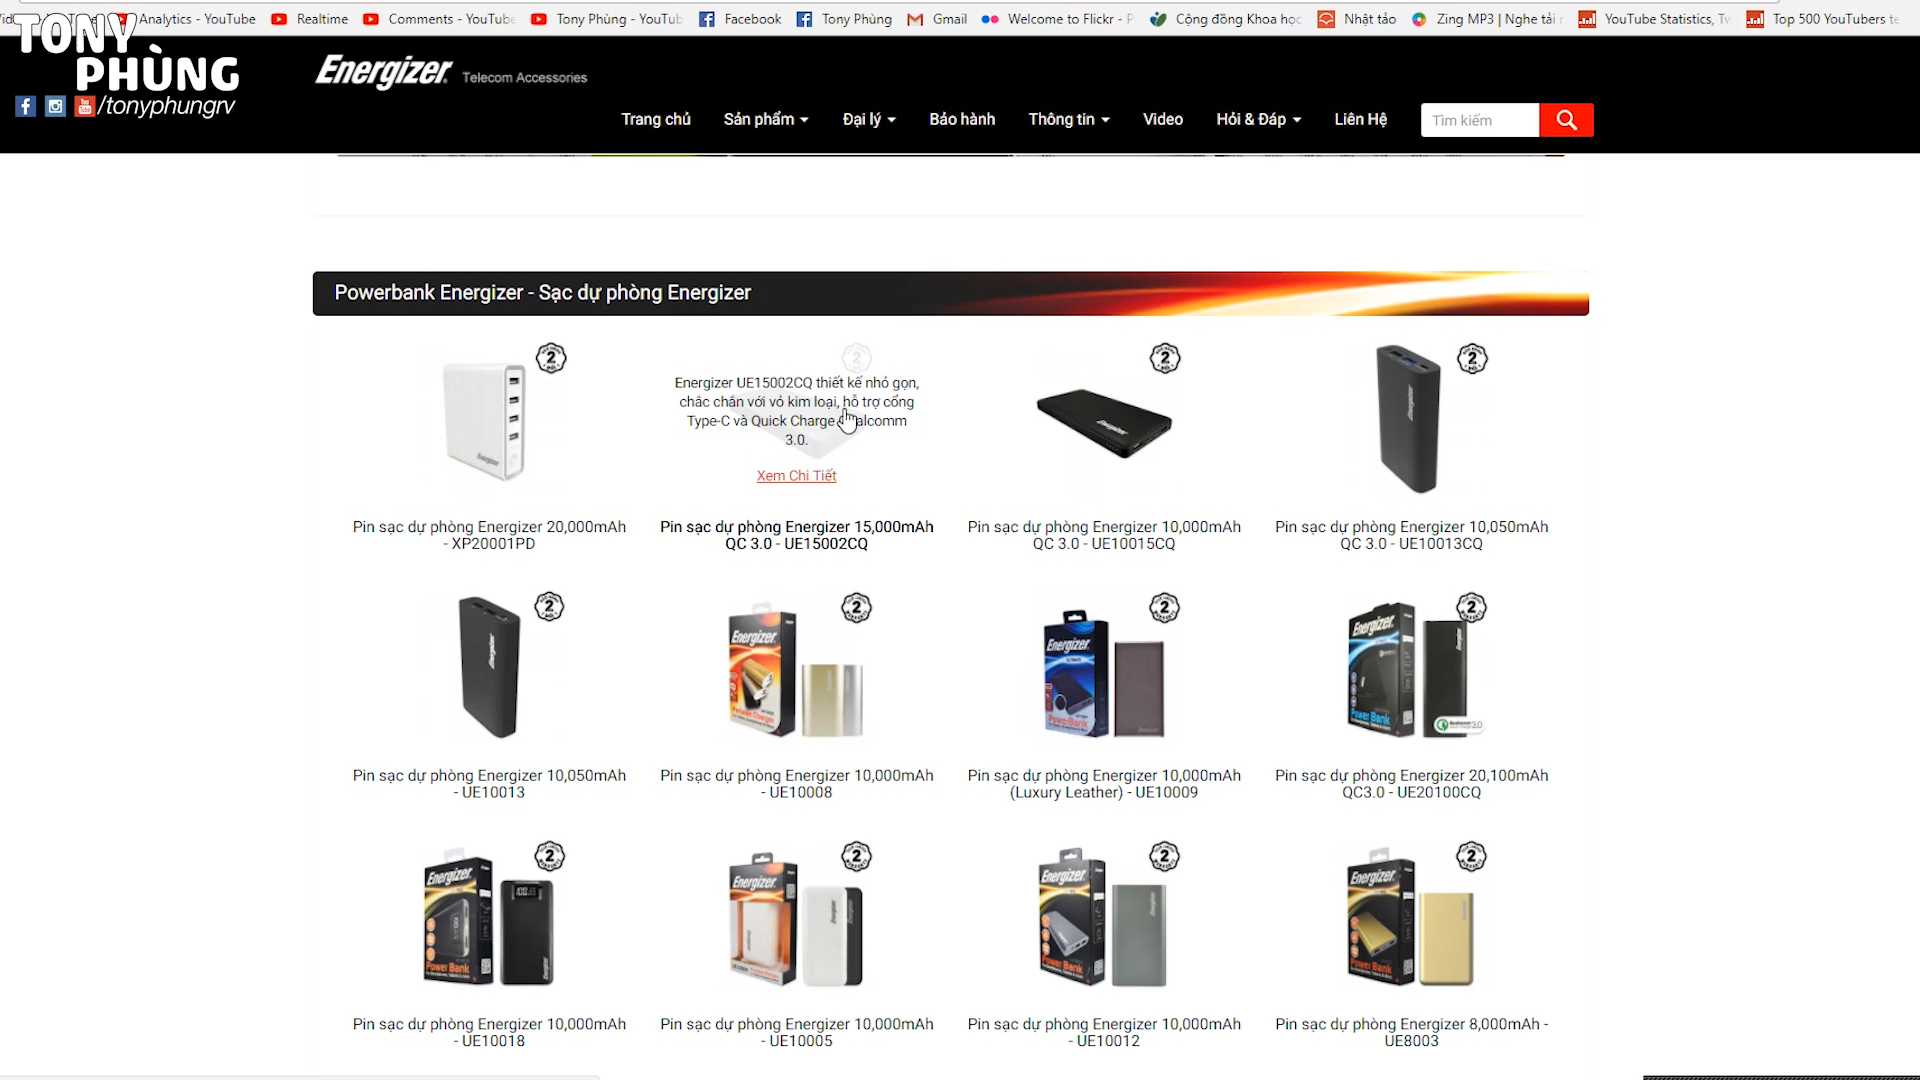 Analytics - YouTube
Realtime
Comments - YouTube
Tony Phùng - YouTub
Facebook
Tony Phùng
Gmail
Welcome to Flickr - P
Cộng đồng Khoa học
Nhật tảo
Zing MP3 | Nghe tải
YouTube Statistics, Tw
Top 500 YouTubers te
TONY
PHÙNG
/tonyphungrv
Energizer
Telecom Accessories
Trang chủ
Sản phẩm
Đại lý
Bảo hành
Thông tin
Video
Hỏi & Đáp
Liên Hệ
Tìm kiếm
Powerbank Energizer - Sạc dự phòng Energizer
Energizer UE15002CQ thiết kế nhỏ gọn,
chắc chắn với vỏ kim loại, hỗ trợ cổng
Type-C và Quick Charge Qualcomm
3.0.
Xem Chi Tiết
Pin sạc dự phòng Energizer 20,000mAh
- XP20001PD
Pin sạc dự phòng Energizer 15,000mAh
QC 3.0 - UE15002CQ
Pin sạc dự phòng Energizer 10,000mAh
QC 3.0 - UE10015CQ
Pin sạc dự phòng Energizer 10,050mAh
QC 3.0 - UE10013CQ
Pin sạc dự phòng Energizer 10,050mAh
- UE10013
Pin sạc dự phòng Energizer 10,000mAh
- UE10008
Pin sạc dự phòng Energizer 10,000mAh
(Luxury Leather) - UE10009
Pin sạc dự phòng Energizer 20,100mAh
QC3.0 - UE20100CQ
Pin sạc dự phòng Energizer 10,000mAh
- UE10018
Pin sạc dự phòng Energizer 10,000mAh
- UE10005
Pin sạc dự phòng Energizer 10,000mAh
- UE10012
Pin sạc dự phòng Energizer 8,000mAh -
UE8003